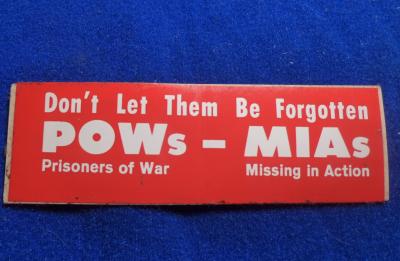 Don't Let Them Be Forgotten
POWs – MIAs
Prisoners of War Missing in Action